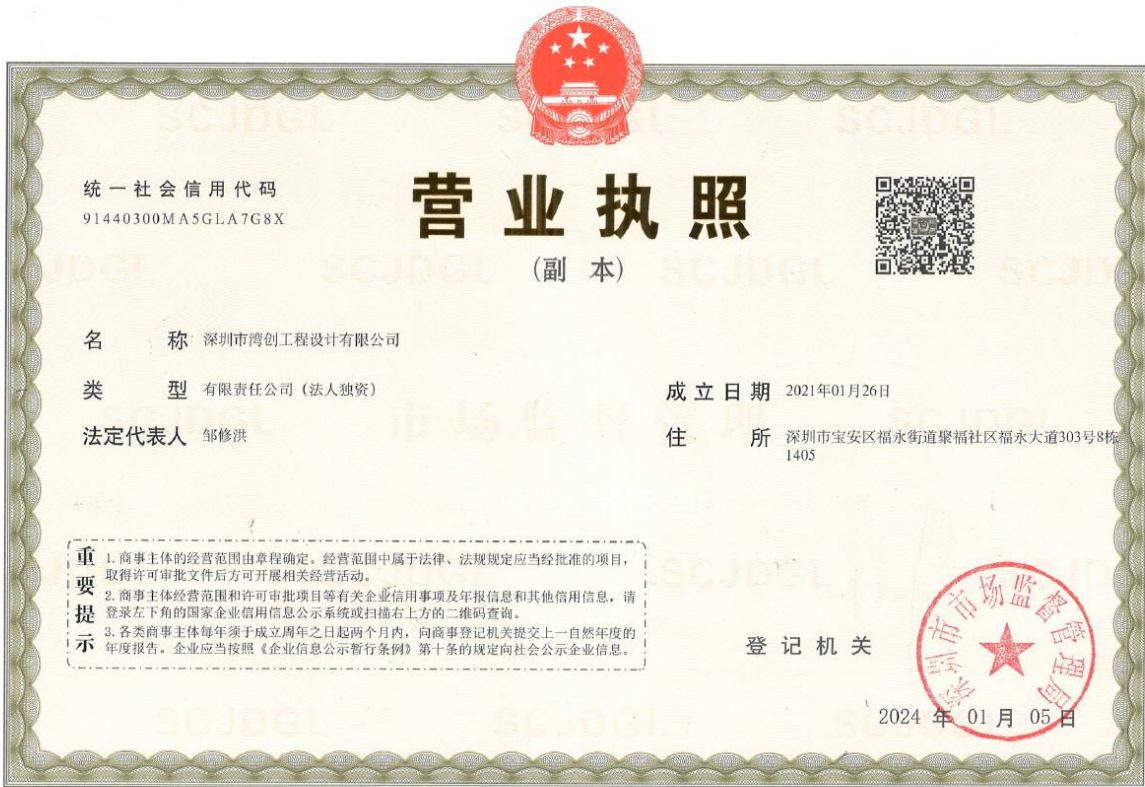 统一社会信用代码
91440300MA5GLA7G8X
营业执照
(副 本)
名 称 深圳市湾创工程设计有限公司
类 型 有限责任公司(法人独资)
法定代表人 邹修洪
成立日期 2021年01月26日
住 所 深圳市宝安区福永街道聚福社区福永大道303号8栋
1405
重要提示
1. 商事主体的经营范围由章程确定。经营范围中属于法律、法规规定应当经批准的项目，
取得许可审批文件后方可开展相关经营活动。
2. 商事主体经营范围和许可审批项目等有关企业信用事项及年报信息和其他信用信息，请
登录左下角的国家企业信用信息公示系统或扫描右上方的二维码查询。
3. 各类商事主体每年须于成立周年之日起两个月内，向商事登记机关提交上一自然年度的
年度报告。企业应当按照《企业信息公示暂行条例》第十条的规定向社会公示企业信息。
登记机关
深圳市市场监督管理局
2024 年 01 月 05 日
SCJDGL
市场监督管理